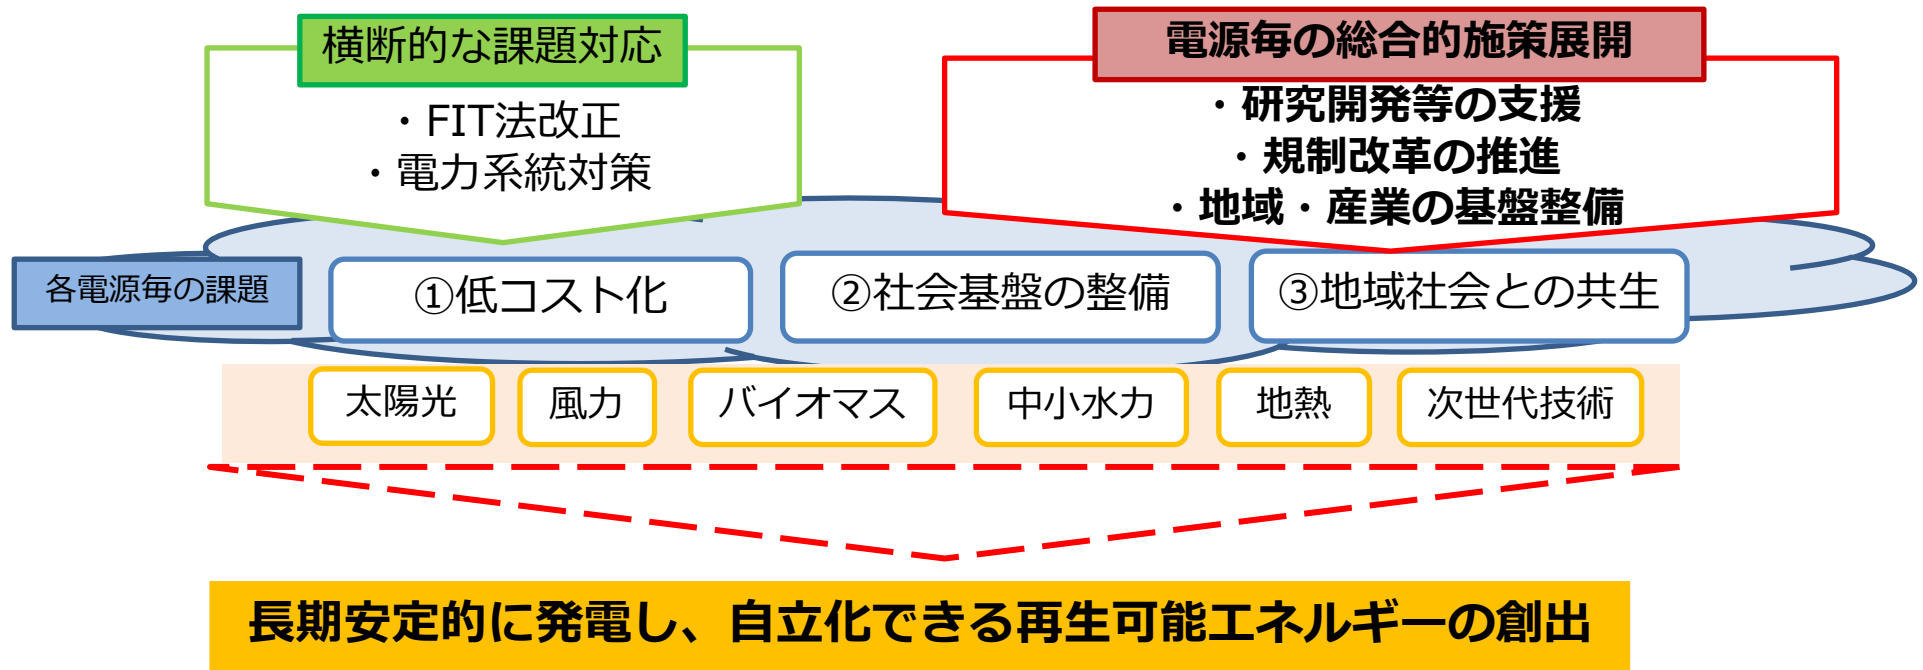 横断的な課題対応
・FIT法改正
・電力系統対策
電源毎の総合的施策展開
・研究開発等の支援
・規制改革の推進
・地域・産業の基盤整備
各電源毎の課題
①低コスト化
②社会基盤の整備
③地域社会との共生
太陽光
風力
バイオマス
中小水力
地熱
次世代技術
長期安定的に発電し、自立化できる再生可能エネルギーの創出